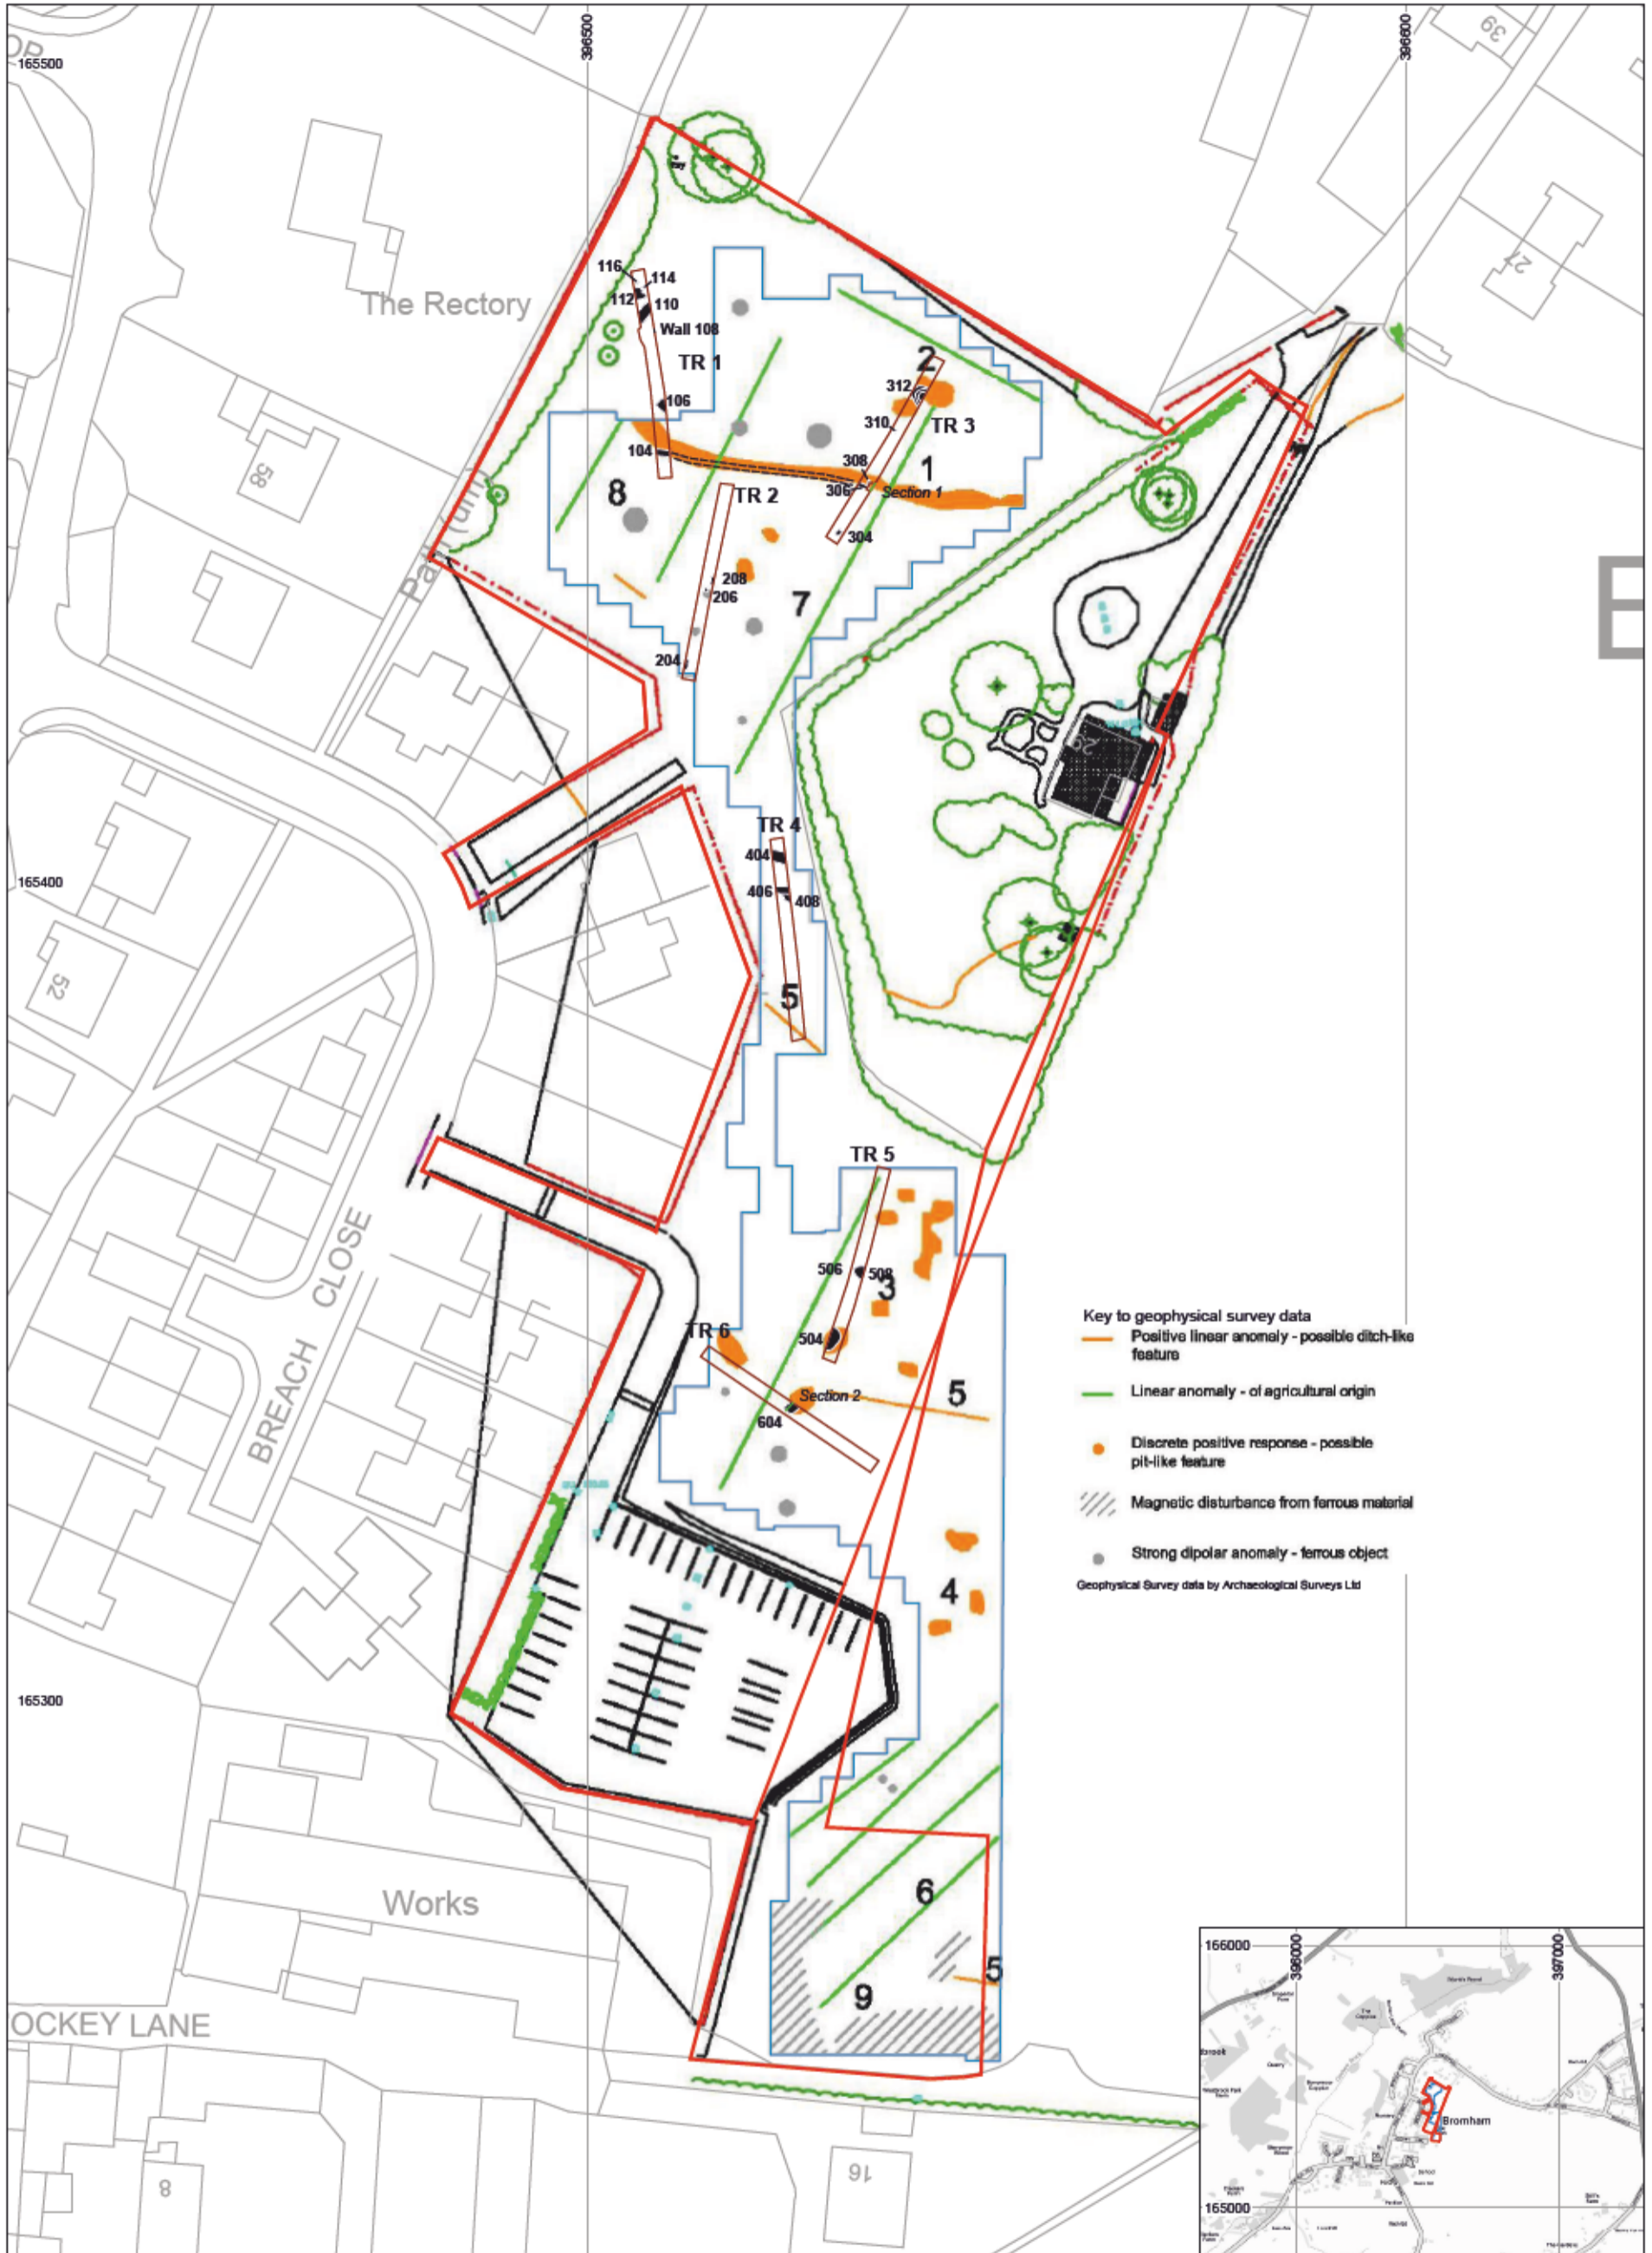 396500
396600
39
OP
165500
27
116
114
112
110
The Rectory
Wall 108
TR 1
2
312
106
310
TR 3
58
104
308
1
8
306
Section 1
TR 2
304
Path (um)
208
206
7
E
204
29
TR 4
404
165400
406
408
52
5
TR 5
506
508
3
TR 6
504
BREACH CLOSE
Section 2
5
604
Key to geophysical survey data
Positive linear anomaly - possible ditch-like
feature
Linear anomaly - of agricultural origin
Discrete positive response - possible
pit-like feature
Magnetic disturbance from ferrous material
Strong dipolar anomaly - ferrous object
Geophysical Survey data by Archaeological Surveys Ltd
4
165300
6
Works
5
9
OCKEY LANE
8
16
166000
396000
397000
Bromham
165000